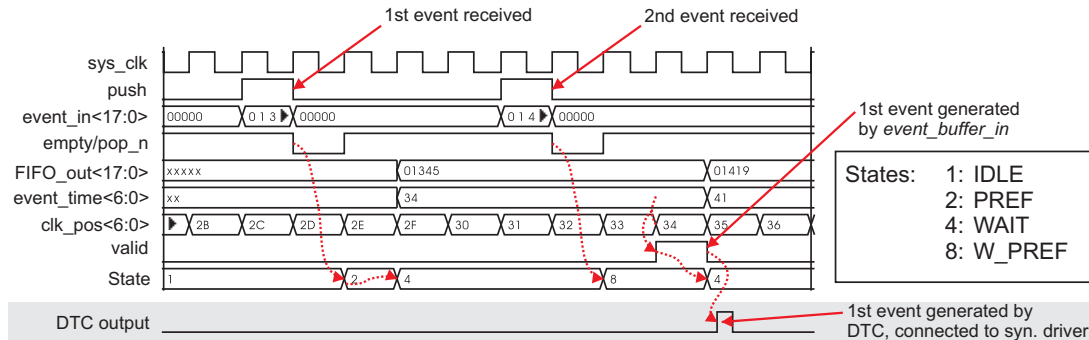 1st event received
2nd event received
sys_clk
push
event_in<17:0> 00000 0 1 3 00000 0 1 4 00000
1st event generated
by event_buffer_in
empty/pop_n
FIFO_out<17:0> xxxxx 01345 01419
event_time<6:0> xx 34 41
clk_pos<6:0> 2B 2C 2D 2E 2F 30 31 32 33 34 35 36
valid
State 1 2 4 8 4
States: 1: IDLE
2: PREF
4: WAIT
8: W_PREF
DTC output
1st event generated by
DTC, connected to syn. driver